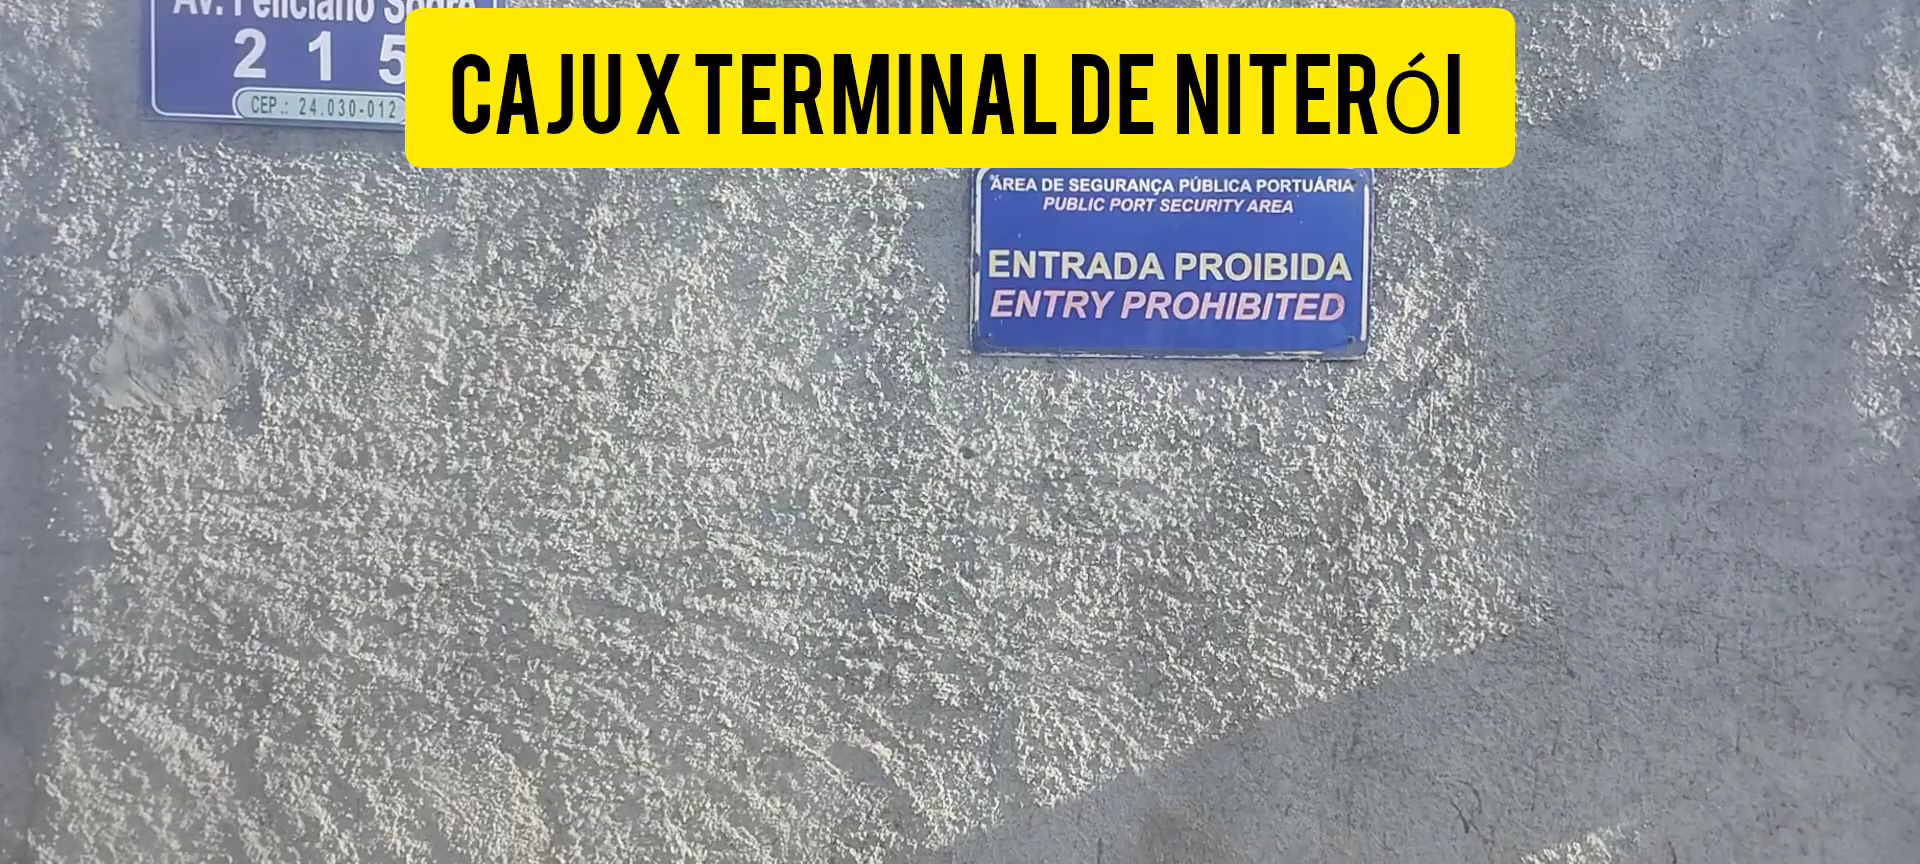 Av. Feliciano
2 1 5
CEP.: 24.030-012
CAJU X TERMINAL DE NITERÓI
ÁREA DE SEGURANÇA PÚBLICA PORTUÁRIA
PUBLIC PORT SECURITY AREA
ENTRADA PROIBIDA
ENTRY PROHIBITED